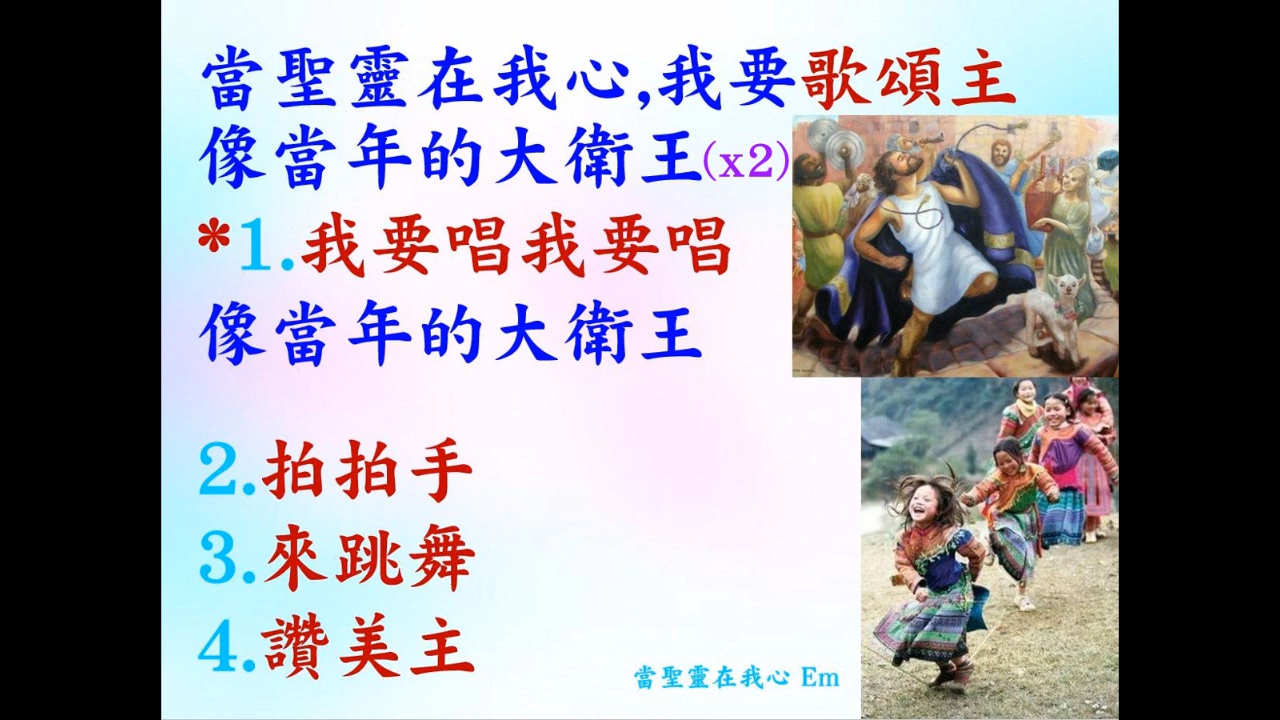 當聖靈在我心,我要歌頌主
像當年的大衛王(x2)
*1.我要唱我要唱
像當年的大衛王
2.拍拍手
3.來跳舞
4.讚美主
當聖靈在我心 Em